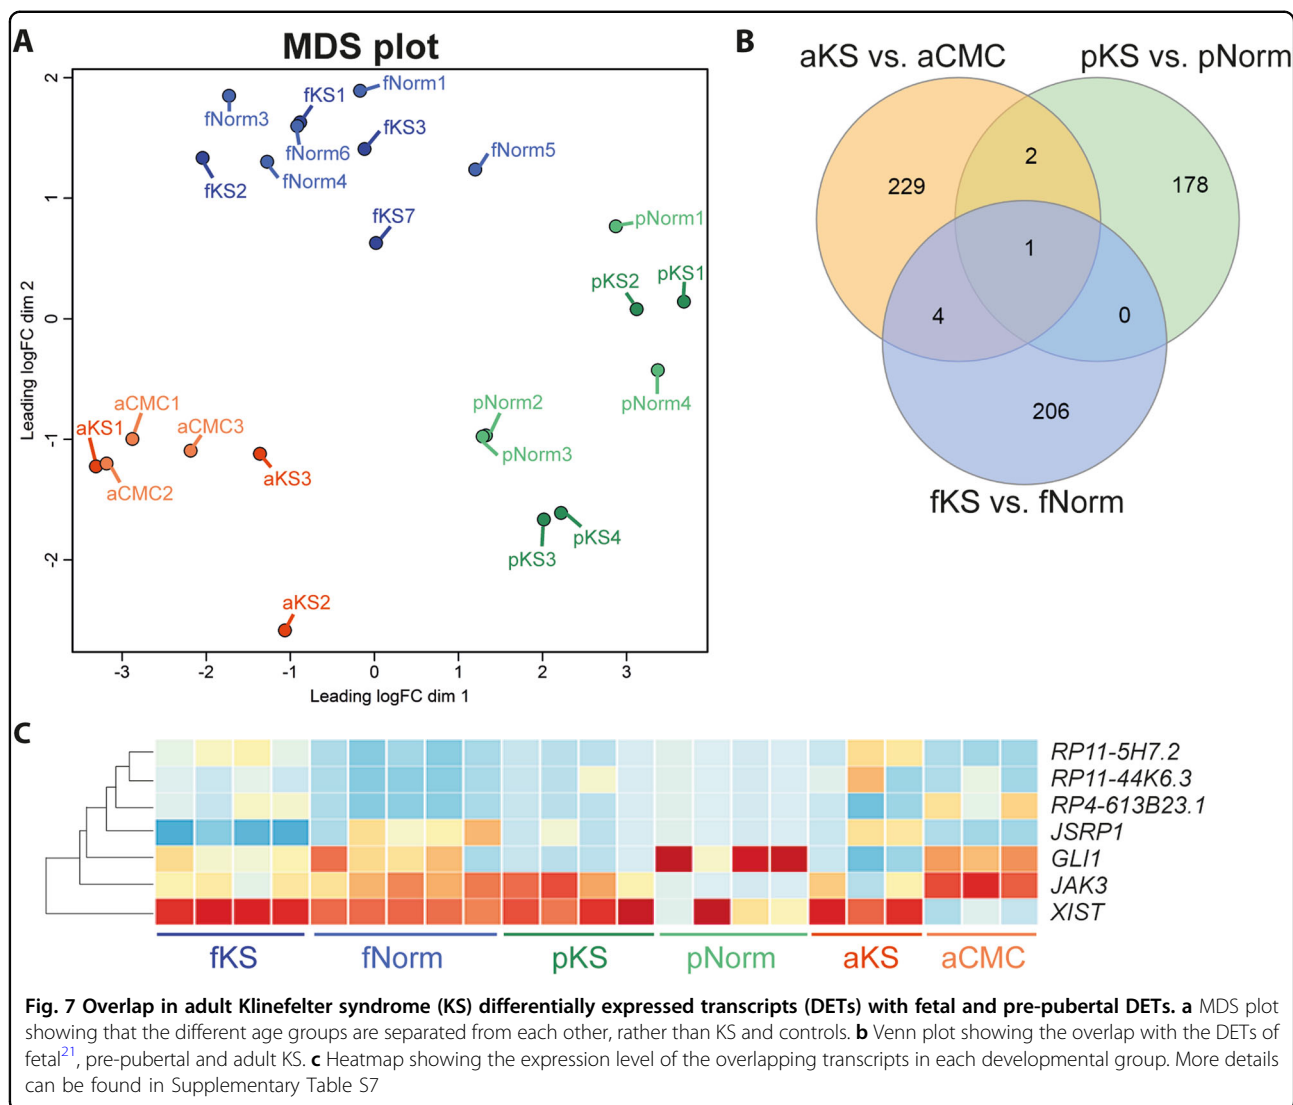 A
MDS plot
2
1
0
-1
-2
Leading logFC dim 2
fNorm1
fKS1
fNorm3
fKS3
fNorm6
fNorm5
fKS2
fNorm4
fKS7
pNorm1
pKS2
pKS1
pNorm4
aCMC1
aKS1
aCMC3
pNorm2
pNorm3
aKS3
aCMC2
pKS4
pKS3
aKS2
-3 -2 -1 0 1 2 3
Leading logFC dim 1
B
aKS vs. aCMC
pKS vs. pNorm
2
229
178
1
4
0
206
fKS vs. fNorm
C
RP11-5H7.2
RP11-44K6.3
RP4-613B23.1
JSRP1
GLI1
JAK3
XIST
fKS fNorm pKS pNorm aKS aCMC
Fig. 7 Overlap in adult Klinefelter syndrome (KS) differentially expressed transcripts (DETs) with fetal and pre-pubertal DETs. a MDS plot
showing that the different age groups are separated from each other, rather than KS and controls. b Venn plot showing the overlap with the DETs of
fetal21, pre-pubertal and adult KS. c Heatmap showing the expression level of the overlapping transcripts in each developmental group. More details
can be found in Supplementary Table S7